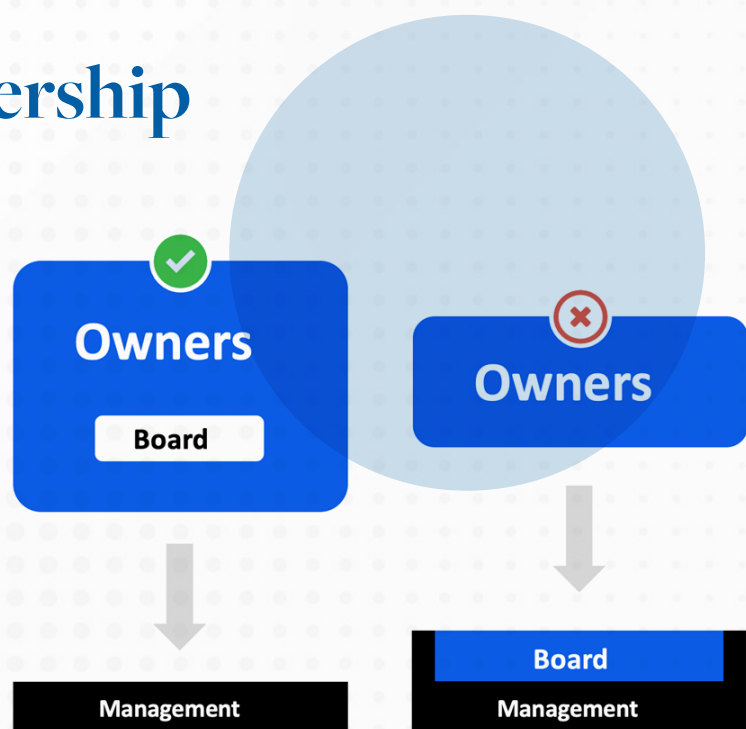 ership
Owners
Board
Management
Owners
Board
Management